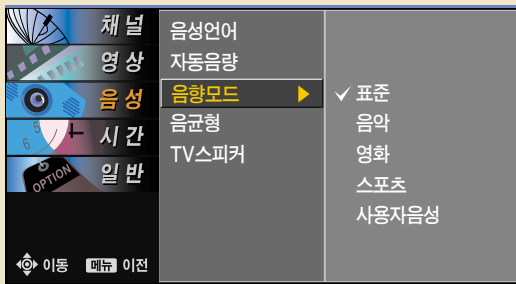 채널
영상
음성
시간
5
6
일반
OPTION
이동 메뉴 이전
음성언어
자동음량
음향모드
음균형
TV스피커
표준
음악
영화
스포츠
사용자음성